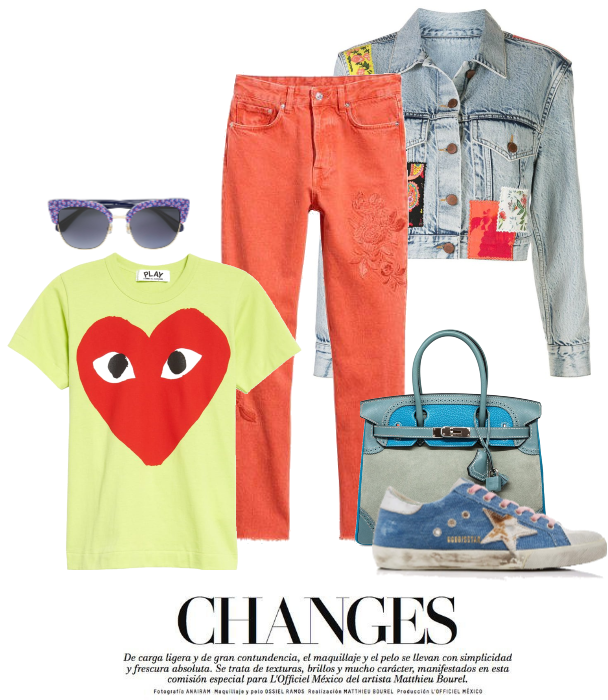 PLAY
CHANGES
De carga ligera y de gran contundencia, el maquillaje y el pelo se llevan con simplicidad
y frescura absoluta. Se trata de texturas, brillos y mucho carácter, manifestados en esta
comisión especial para L'Officiel México del artista Matthieu Bourel.
Fotografía ANAIRAM Maquillaje y pelo OSSIEL RAMOS Realización MATTHIEU BOUREL Producción L'OFFICIEL MÉXICO